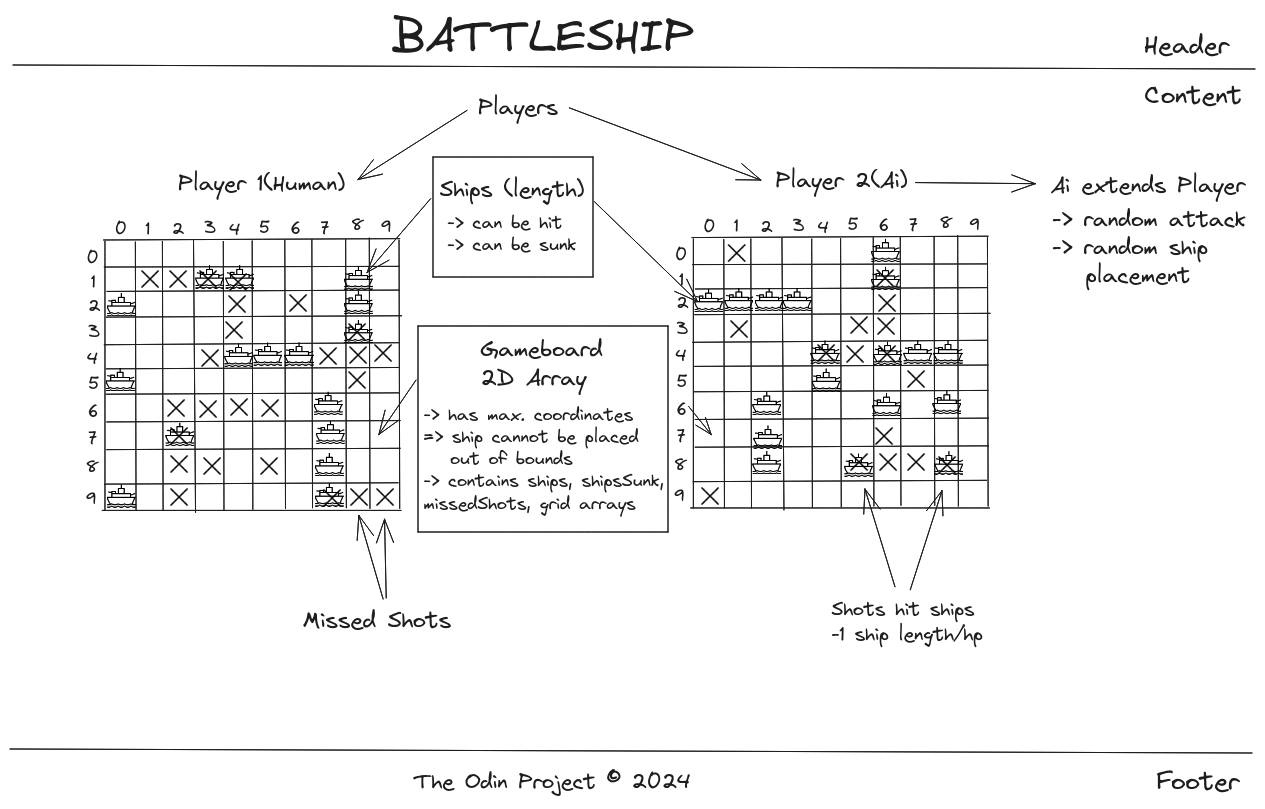 BATTLESHIP
Header
Content
Players
Player 1(Human)
Ships (length)
-> can be hit
-> can be sunk
Player 2(Ai)
Ai extends Player
-> random attack
-> random ship
placement
0 1 2 3 4 5 6 7 8 9
0
1
2
3
4
5
6
7
8
9
Gameboard
2D Array
-> has max. coordinates
=> ship cannot be placed
out of bounds
-> contains ships, shipsSunk,
missedShots, grid arrays
0 1 2 3 4 5 6 7 8 9
0
1
2
3
4
5
6
7
8
9
Missed Shots
Shots hit ships
-1 ship length/hp
The Odin Project © 2024
Footer